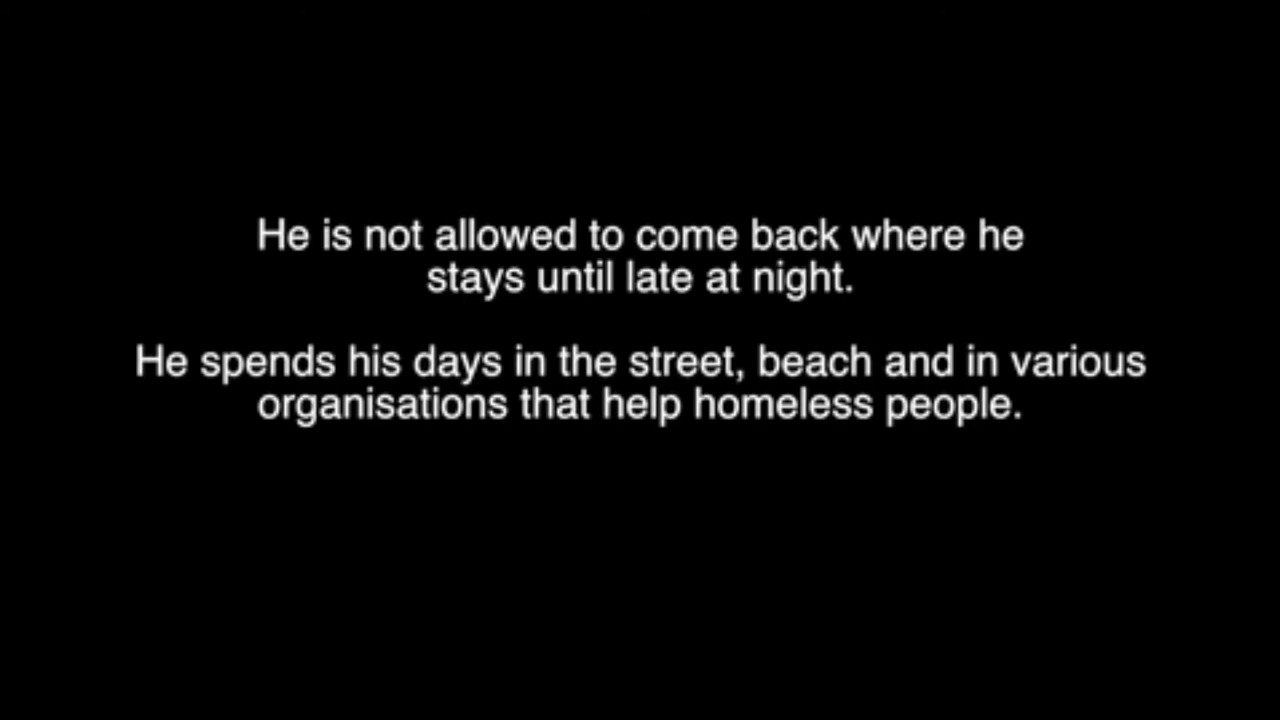 He is not allowed to come back where he
stays until late at night.
He spends his days in the street, beach and in various
organisations that help homeless people.